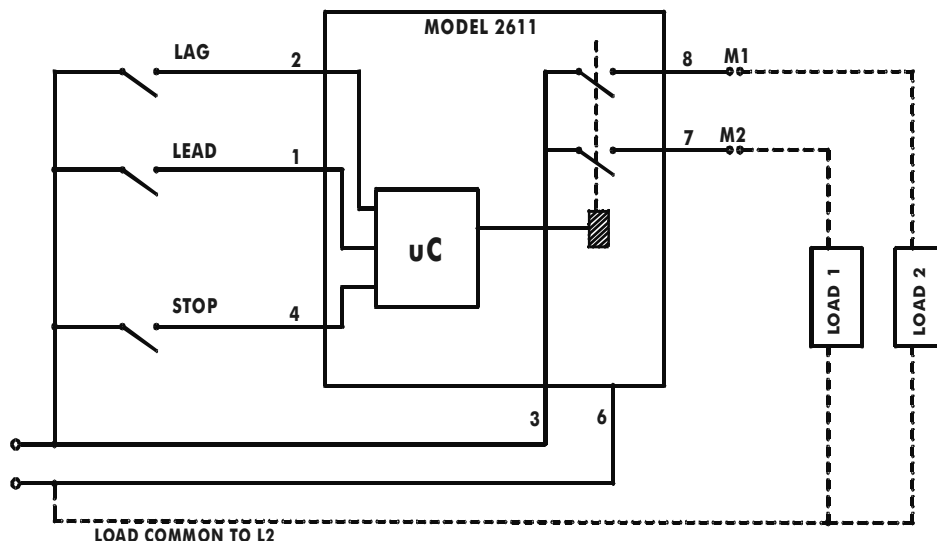 MODEL 2611
LAG
2
8
M1
LEAD
1
7
M2
uC
STOP
4
LOAD 1
LOAD 2
3
6
LOAD COMMON TO L2